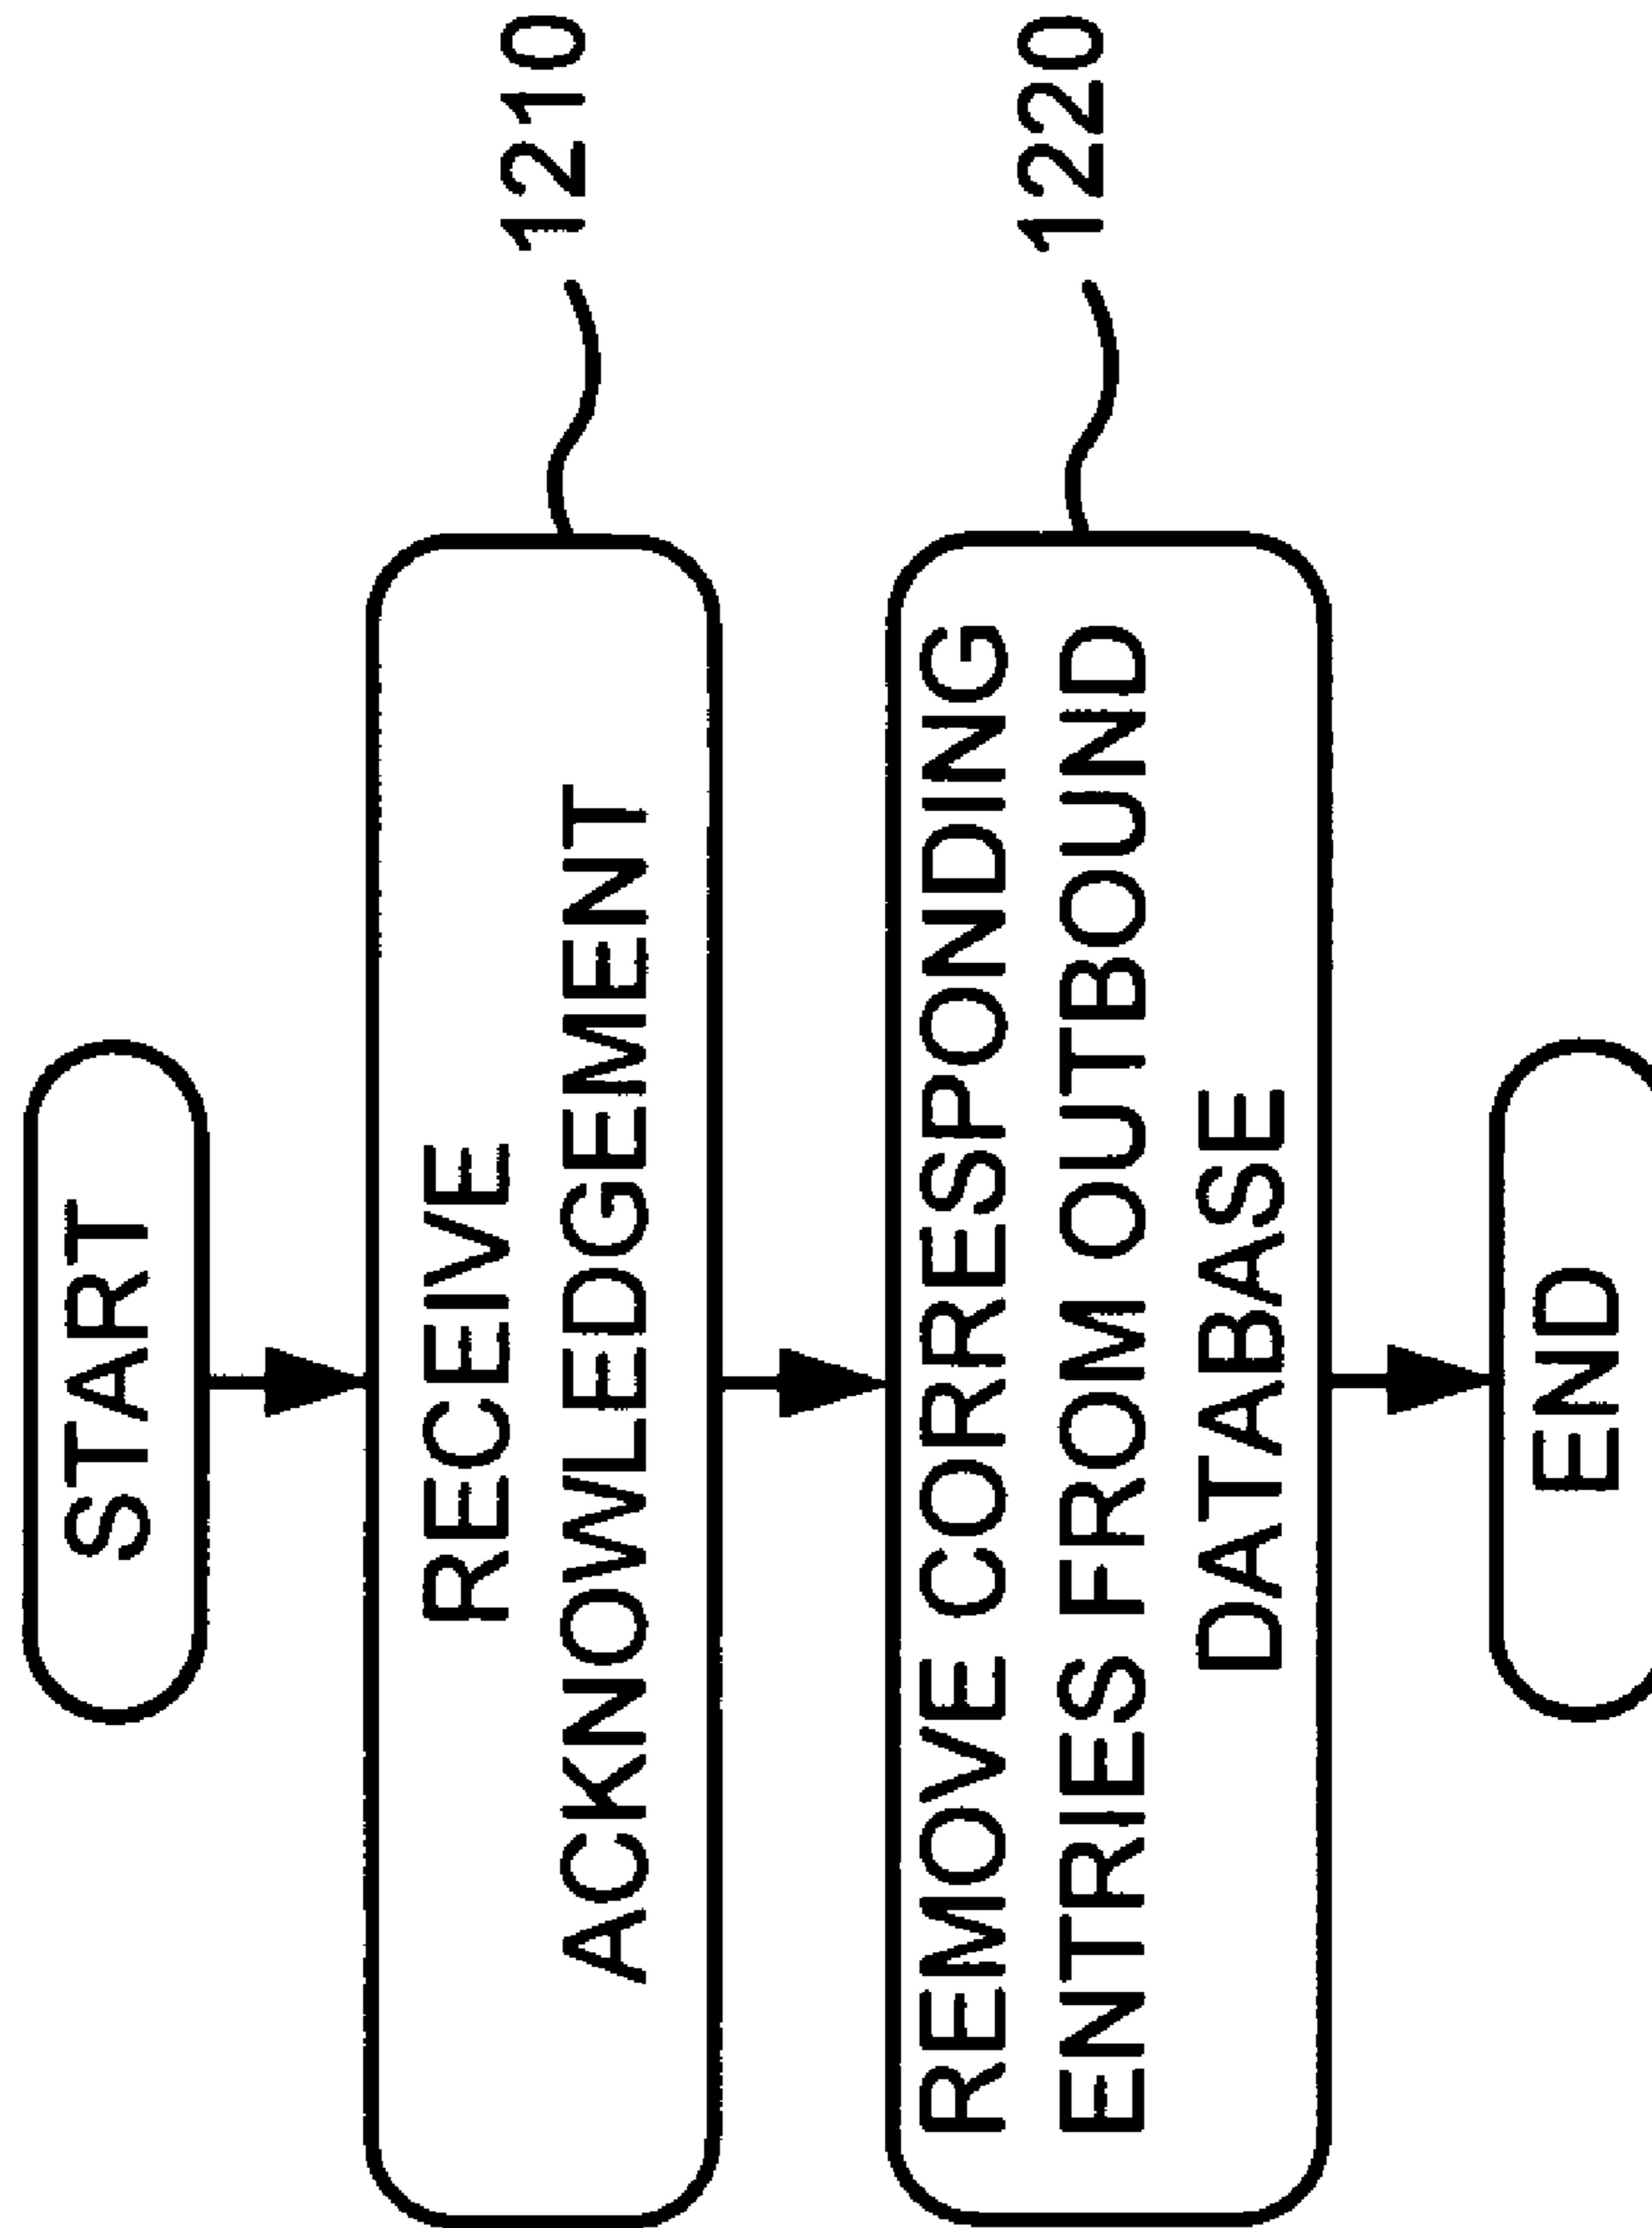 START
RECEIVE
ACKNOWLEDGEMENT
1210
REMOVE CORRESPONDING
ENTRIES FROM OUTBOUND
DATABASE
1220
END